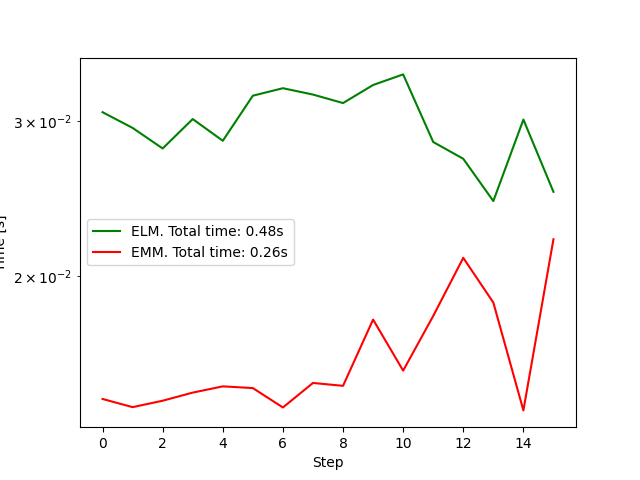 3 × 10⁻²
2 × 10⁻²
Time [s]
ELM. Total time: 0.48s
EMM. Total time: 0.26s
0 2 4 6 8 10 12 14
Step